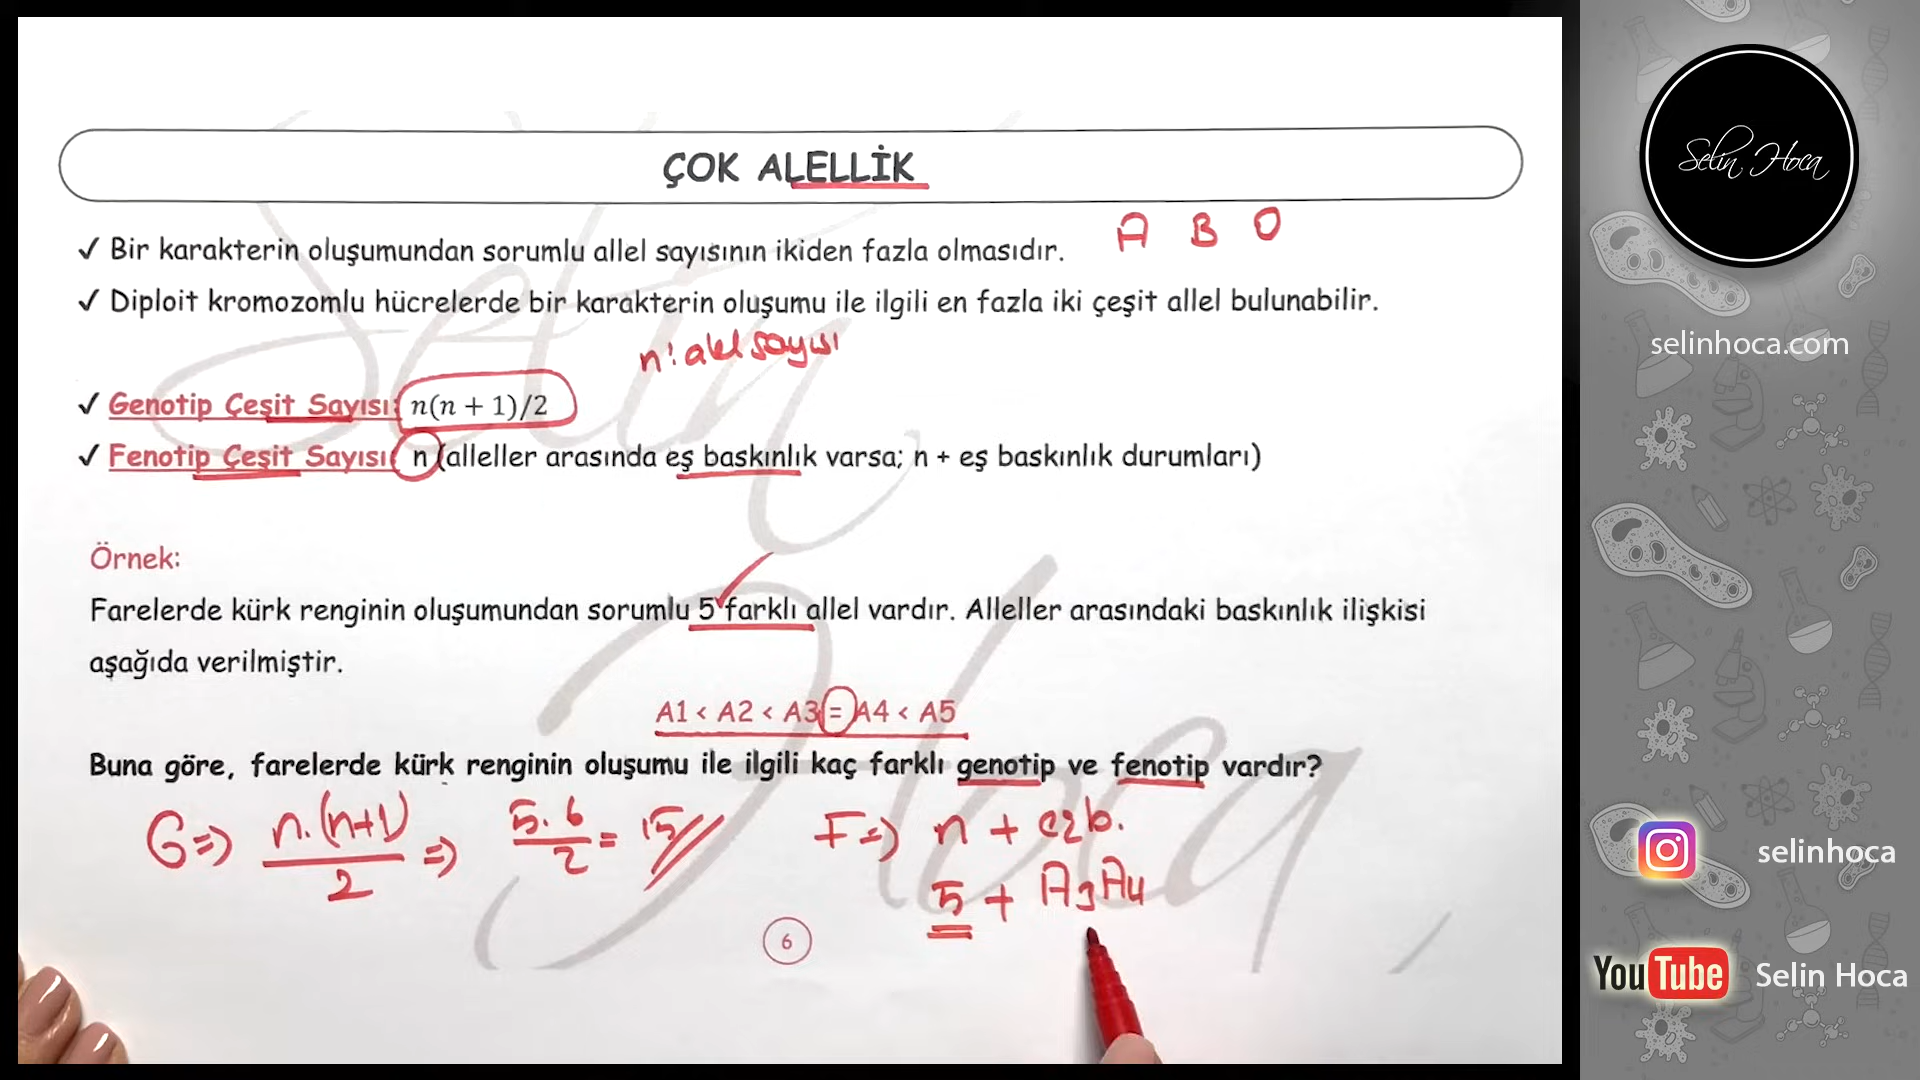 ÇOK ALELLİK
A B O
✓ Bir karakterin oluşumundan sorumlu allel sayısının ikiden fazla olmasıdır.
✓ Diploit kromozomlu hücrelerde bir karakterin oluşumu ile ilgili en fazla iki çeşit allel bulunabilir.
n: alel sayısı
✓ Genotip Çeşit Sayısı: n(n + 1)/2
✓ Fenotip Çeşit Sayısı: n (alleller arasında eş baskınlık varsa; n + eş baskınlık durumları)
Örnek:
Farelerde kürk renginin oluşumundan sorumlu 5 farklı allel vardır. Alleller arasındaki baskınlık ilişkisi
aşağıda verilmiştir.
A1 < A2 < A3 = A4 < A5
Buna göre, farelerde kürk renginin oluşumu ile ilgili kaç farklı genotip ve fenotip vardır?
G => n.(n+1)/2 => 5.6/2 = 15
F => n + eşb.
5 + A3A4
6
Selin Hoca
selinhoca.com
selinhoca
YouTube Selin Hoca